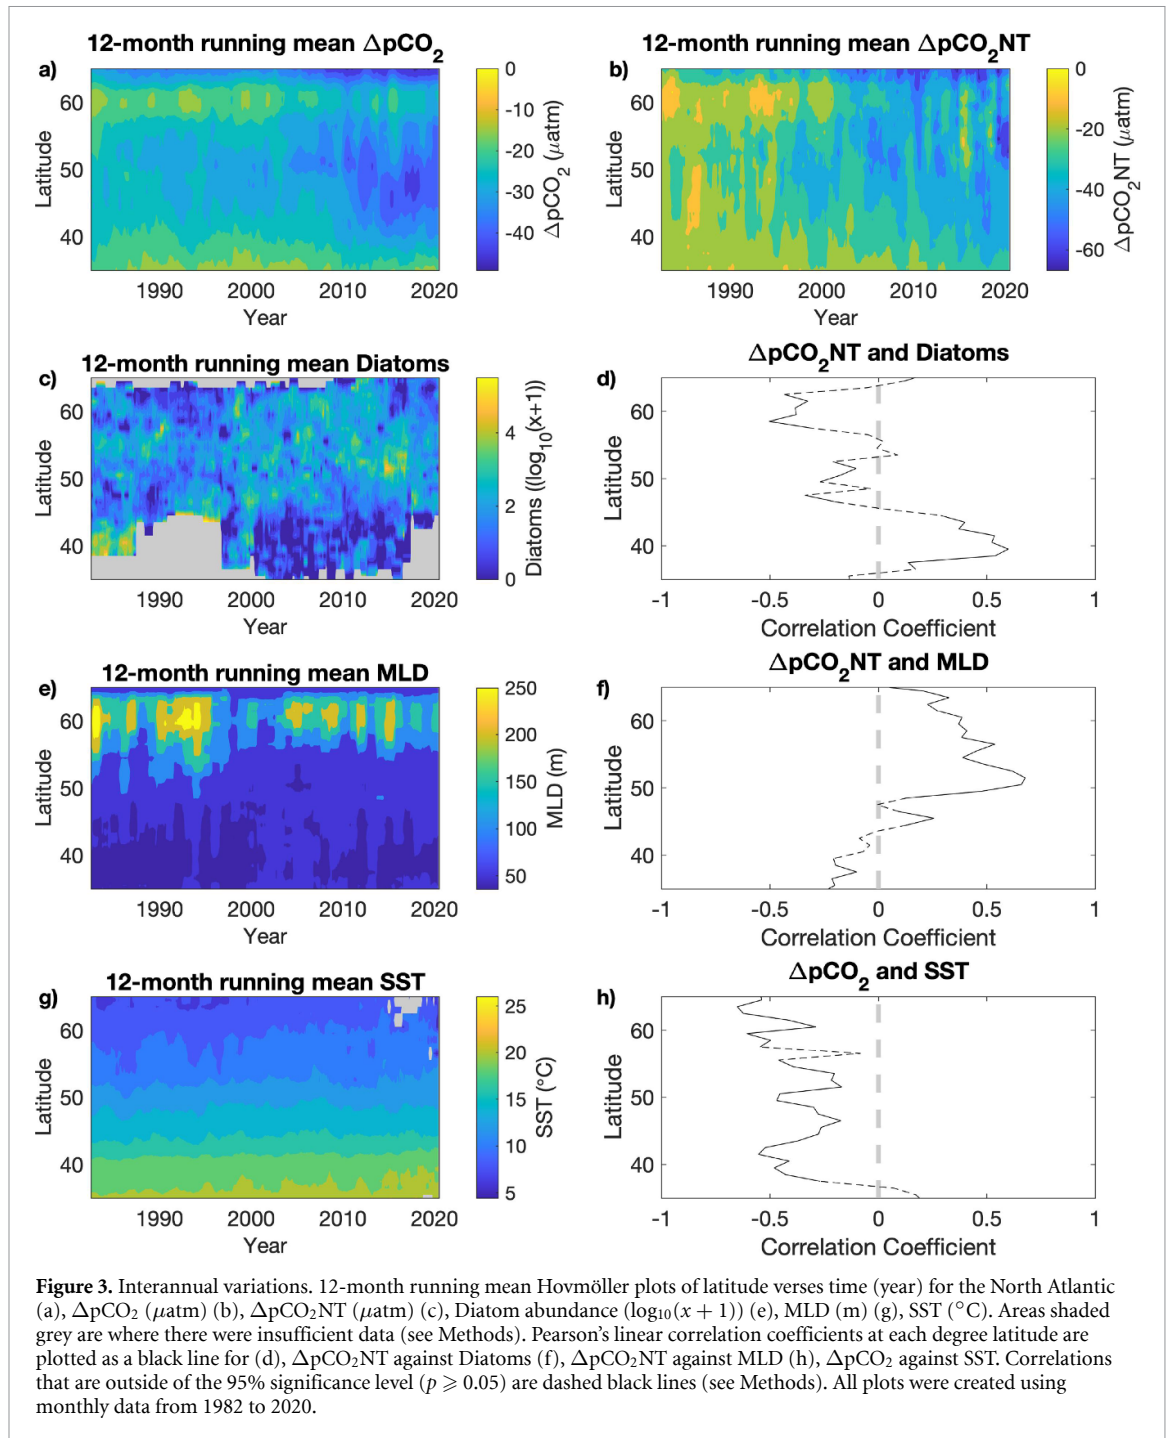 12-month running mean ΔpCO2
a)
60
50
40
Latitude
1990 2000 2010 2020
Year
0
-10
-20
-30
-40
ΔpCO2 (μatm)
12-month running mean ΔpCO2NT
b)
60
50
40
Latitude
1990 2000 2010 2020
Year
0
-20
-40
-60
ΔpCO2NT (μatm)
12-month running mean Diatoms
c)
60
50
40
Latitude
1990 2000 2010 2020
Year
4
2
0
Diatoms ((log10(x+1))
ΔpCO2NT and Diatoms
d)
60
50
40
Latitude
-1 -0.5 0 0.5 1
Correlation Coefficient
12-month running mean MLD
e)
60
50
40
Latitude
1990 2000 2010 2020
Year
250
200
150
100
50
MLD (m)
ΔpCO2NT and MLD
f)
60
50
40
Latitude
-1 -0.5 0 0.5 1
Correlation Coefficient
12-month running mean SST
g)
60
50
40
Latitude
1990 2000 2010 2020
Year
25
20
15
10
5
SST (°C)
ΔpCO2 and SST
h)
60
50
40
Latitude
-1 -0.5 0 0.5 1
Correlation Coefficient
Figure 3. Interannual variations. 12-month running mean Hovmöller plots of latitude verses time (year) for the North Atlantic
(a), ΔpCO2 (μatm) (b), ΔpCO2NT (μatm) (c), Diatom abundance (log10(x + 1)) (e), MLD (m) (g), SST (°C). Areas shaded
grey are where there were insufficient data (see Methods). Pearson's linear correlation coefficients at each degree latitude are
plotted as a black line for (d), ΔpCO2NT against Diatoms (f), ΔpCO2NT against MLD (h), ΔpCO2 against SST. Correlations
that are outside of the 95% significance level (p ⩾ 0.05) are dashed black lines (see Methods). All plots were created using
monthly data from 1982 to 2020.